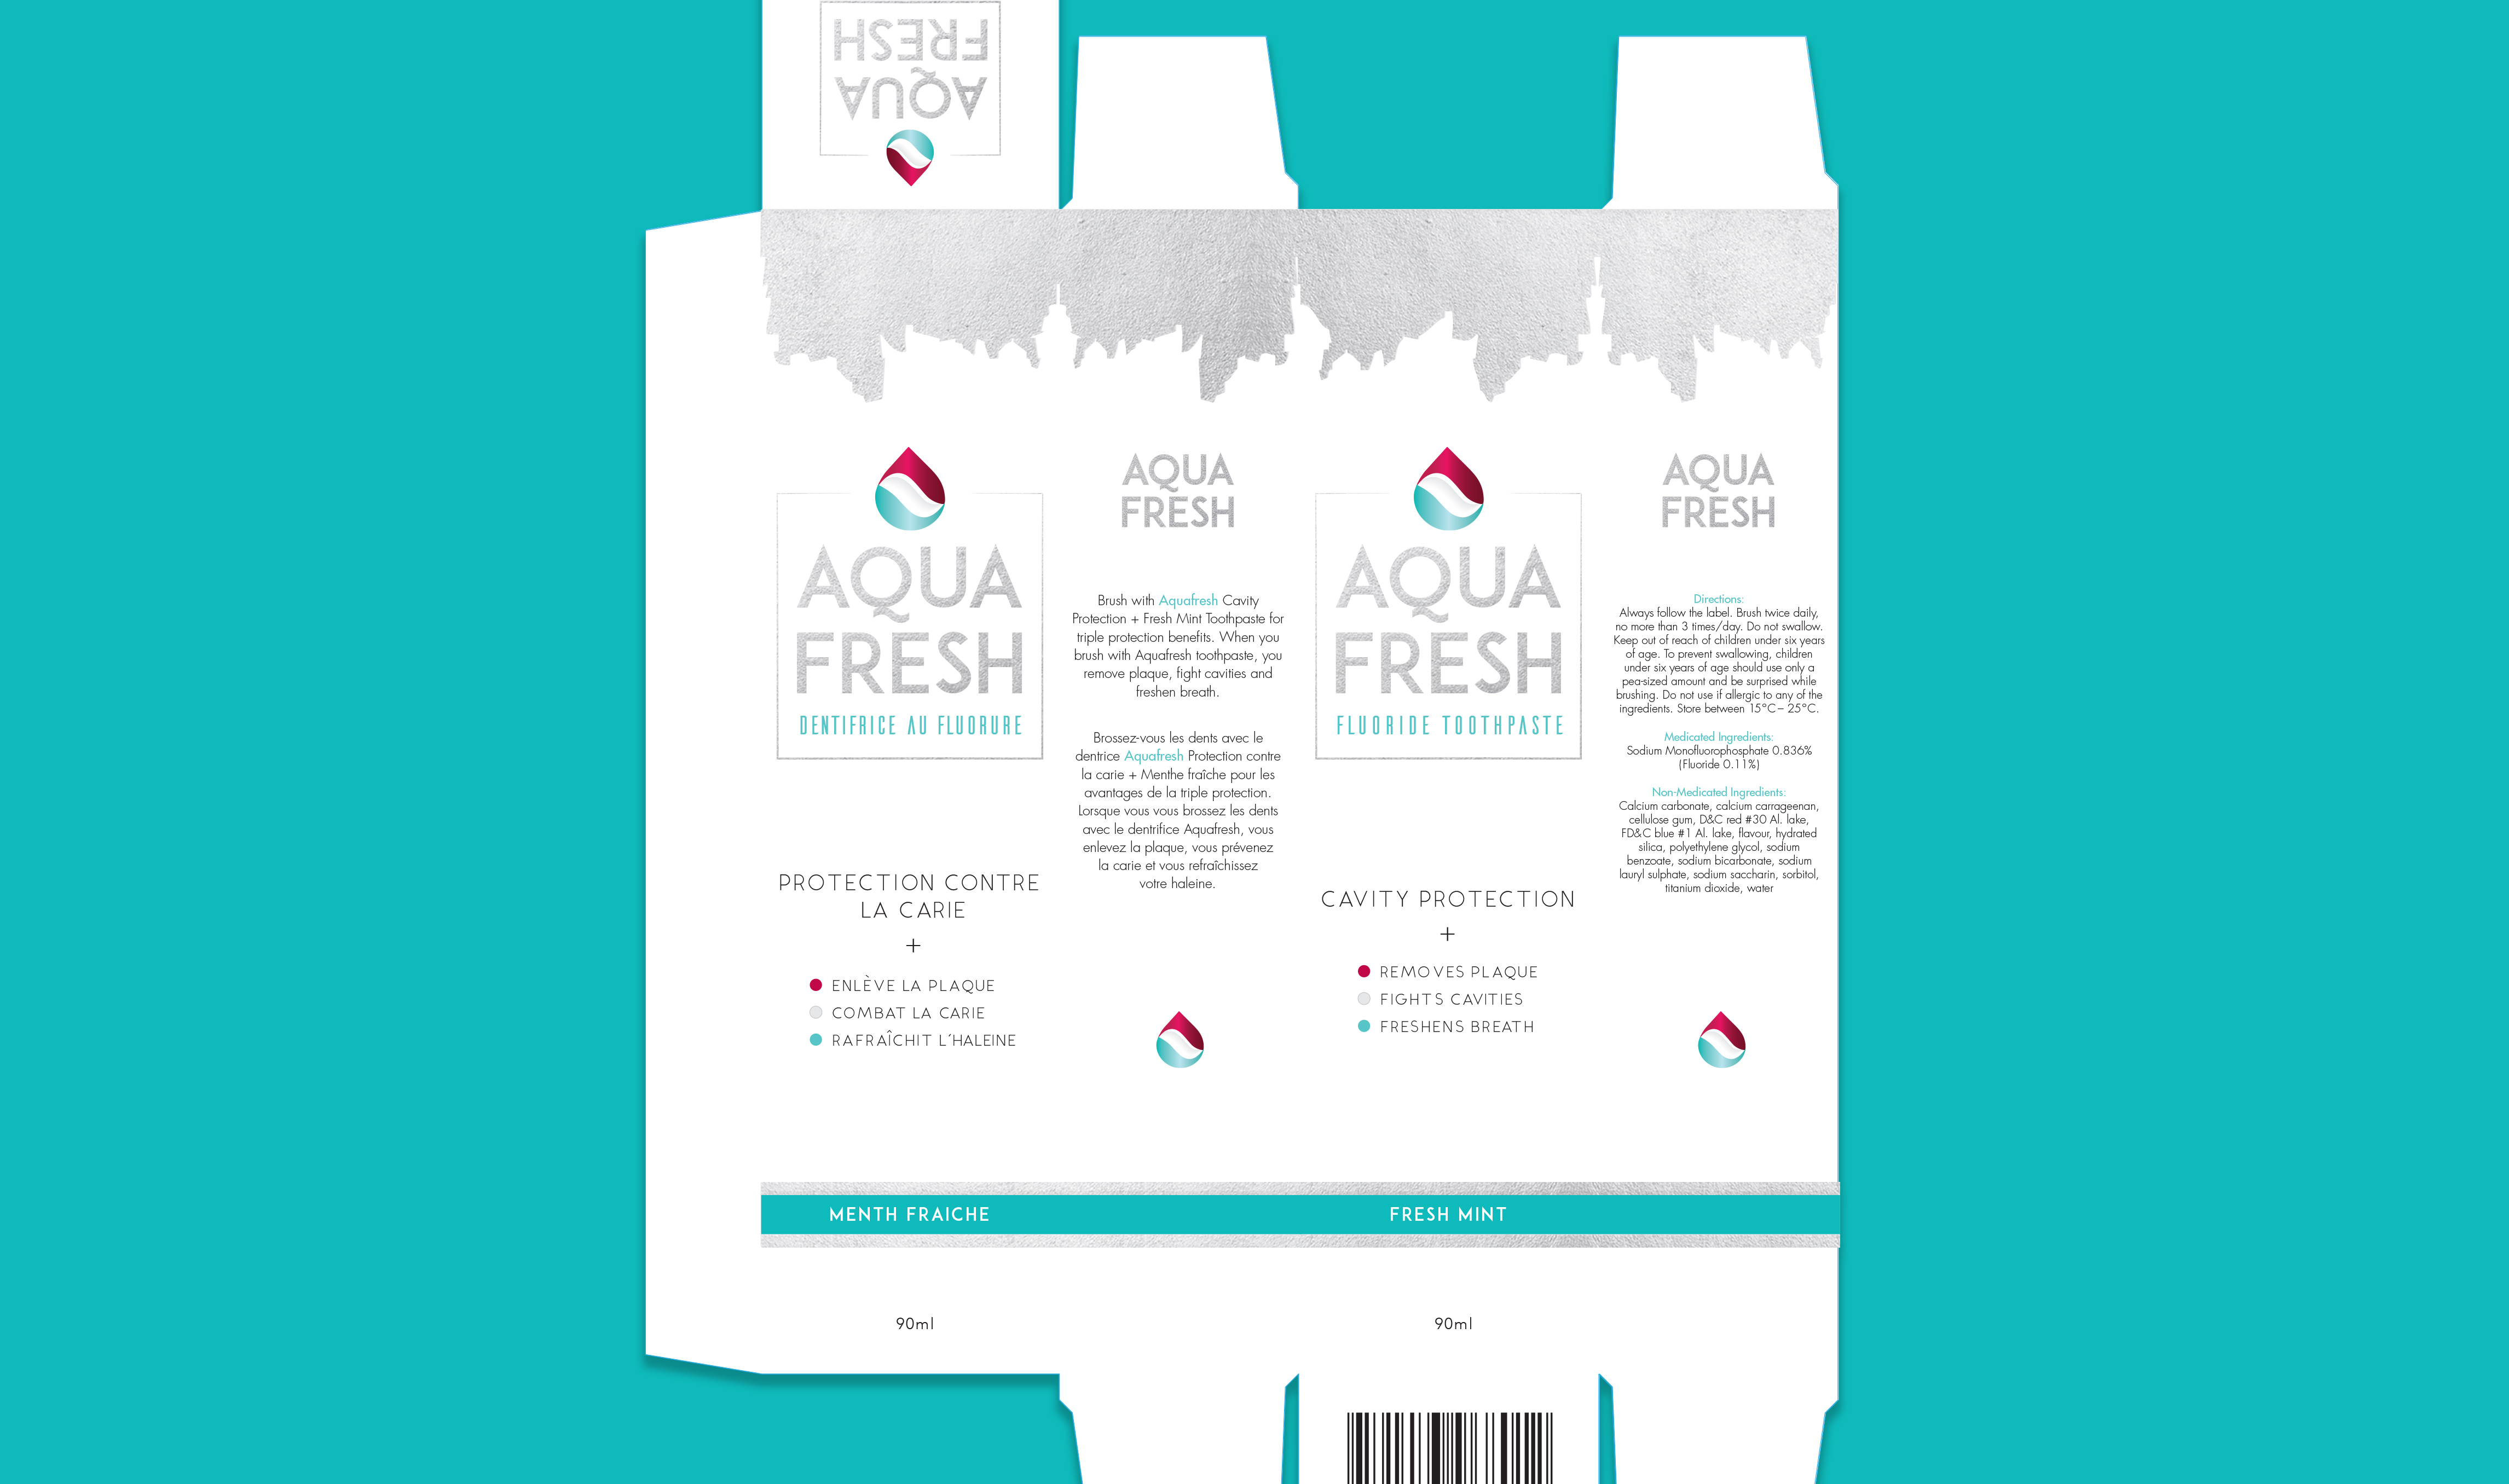 AQUA
FRESH
AQUA
FRESH
DENTIFRICE AU FLUORURE
PROTECTION CONTRE
LA CARIE
+
ENLÈVE LA PLAQUE
COMBAT LA CARIE
RAFRAÎCHIT L'HALEINE
MENTH FRAICHE
90ml
AQUA
FRESH
Brush with Aquafresh Cavity
Protection + Fresh Mint Toothpaste for
triple protection benefits. When you
brush with Aquafresh toothpaste, you
remove plaque, fight cavities and
freshen breath.
Brossez-vous les dents avec le
dentrice Aquafresh Protection contre
la carie + Menthe fraîche pour les
avantages de la triple protection.
Lorsque vous vous brossez les dents
avec le dentrifice Aquafresh, vous
enlevez la plaque, vous prévenez
la carie et vous refraîchissez
votre haleine.
AQUA
FRESH
FLUORIDE TOOTHPASTE
CAVITY PROTECTION
+
REMOVES PLAQUE
FIGHTS CAVITIES
FRESHENS BREATH
FRESH MINT
90ml
AQUA
FRESH
Directions:
Always follow the label. Brush twice daily,
no more than 3 times/day. Do not swallow.
Keep out of reach of children under six years
of age. To prevent swallowing, children
under six years of age should use only a
pea-sized amount and be surprised while
brushing. Do not use if allergic to any of the
ingredients. Store between 15°C – 25°C.
Medicated Ingredients:
Sodium Monofluorophosphate 0.836%
(Fluoride 0.11%)
Non-Medicated Ingredients:
Calcium carbonate, calcium carrageenan,
cellulose gum, D&C red #30 Al. lake,
FD&C blue #1 Al. lake, flavour, hydrated
silica, polyethylene glycol, sodium
benzoate, sodium bicarbonate, sodium
lauryl sulphate, sodium saccharin, sorbitol,
titanium dioxide, water